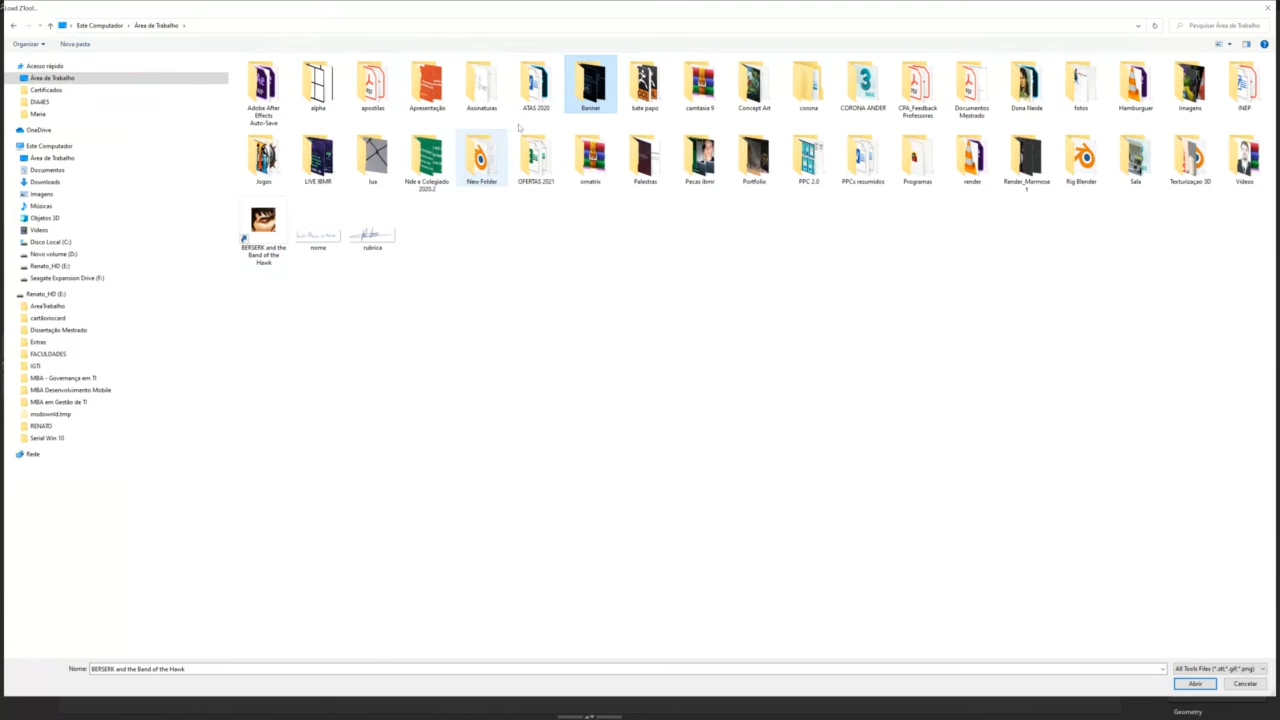 Load ZTool...
Este Computador > Área de Trabalho >
Pesquisar Área de Trabalho
Organizar
Nova pasta
Acesso rápido
Área de Trabalho
Certificados
DIA4ES
Maria
OneDrive
Este Computador
Área de Trabalho
Documentos
Downloads
Imagens
Músicas
Objetos 3D
Vídeos
Disco Local (C:)
Novo volume (D:)
Renato_HD (E:)
Seagate Expansion Drive (F:)
Renato_HD (E:)
AreaTrabalho
cartãoriocard
Dissertação Mestrado
Extras
FACULDADES
IGTI
MBA - Governança em TI
MBA Desenvolvimento Mobile
MBA em Gestão de TI
msdownld.tmp
RENATO
Serial Win 10
Rede
Adobe After
Effects
Auto-Save
alpha
apostilas
Apresentação
Assinaturas
ATAS 2020
Banner
bate papo
camtasia 9
Concept Art
corona
CORONA ANDER
CPA_Feedback
Professores
Documentos
Mestrado
Dona Neide
fotos
Hamburguer
Imagens
INEP
Jogos
LIVE IBMR
lua
Nde e Colegiado
2020.2
New Folder
OFERTAS 2021
ornatrix
Palestras
Pecas ibmr
Portfolio
PPC 2.0
PPCs resumidos
Programas
render
Render_Marmose
t
Rig Blender
Sala
Texturizaçao 3D
Vídeos
BERSERK and the
Band of the
Hawk
nome
rubrica
Nome: BERSERK and the Band of the Hawk
All Tools Files (*.ztl;*.gif;*.png)
Abrir
Cancelar
Geometry